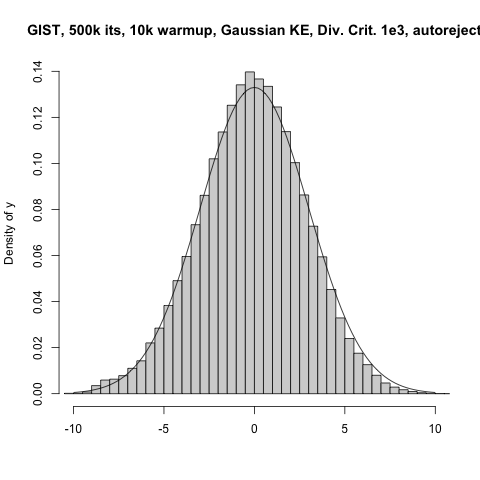 GIST, 500k its, 10k warmup, Gaussian KE, Div. Crit. 1e3, autoreject
Density of y
0.14
0.12
0.10
0.08
0.06
0.04
0.02
0.00
-10 -5 0 5 10